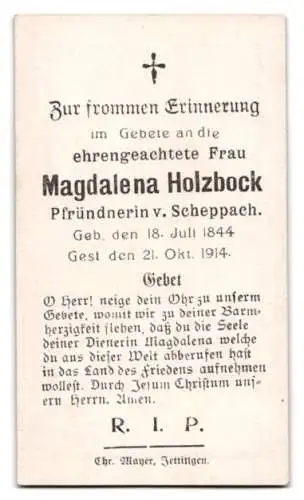 Zur frommen Erinnerung
im Gebete an die
ehrengeachtete Frau
Magdalena Holzbock
Pfründnerin v. Scheppach.
Geb. den 18. Juli 1844
Gest den 21. Okt. 1914.
Gebet
O Herr! neige dein Ohr zu unserm
Gebete, womit wir zu deiner Barm-
herzigkeit flehen, daß du die Seele
deiner Dienerin Magdalena welche
du aus dieser Welt abberufen hast
in das Land des Friedens aufnehmen
wollest. Durch Jesum Christum uns-
ern Herrn. Amen.
R. I. P.
Chr. Mayer, Jettingen.